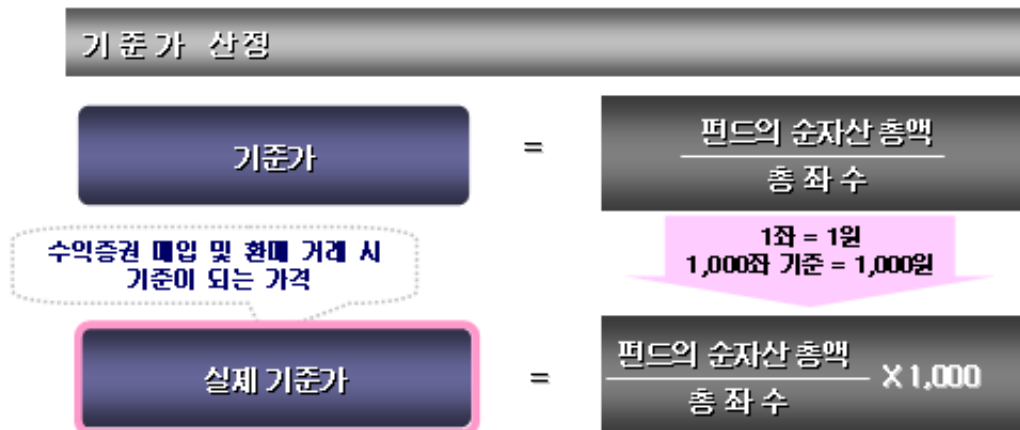 기준가 산정
기준가
=
펀드의 순자산 총액
총 좌 수
수익증권 매입 및 환매 거래 시
기준이 되는 가격
1좌 = 1원
1,000좌 기준 = 1,000원
실제 기준가
=
펀드의 순자산 총액
총 좌 수
X 1,000